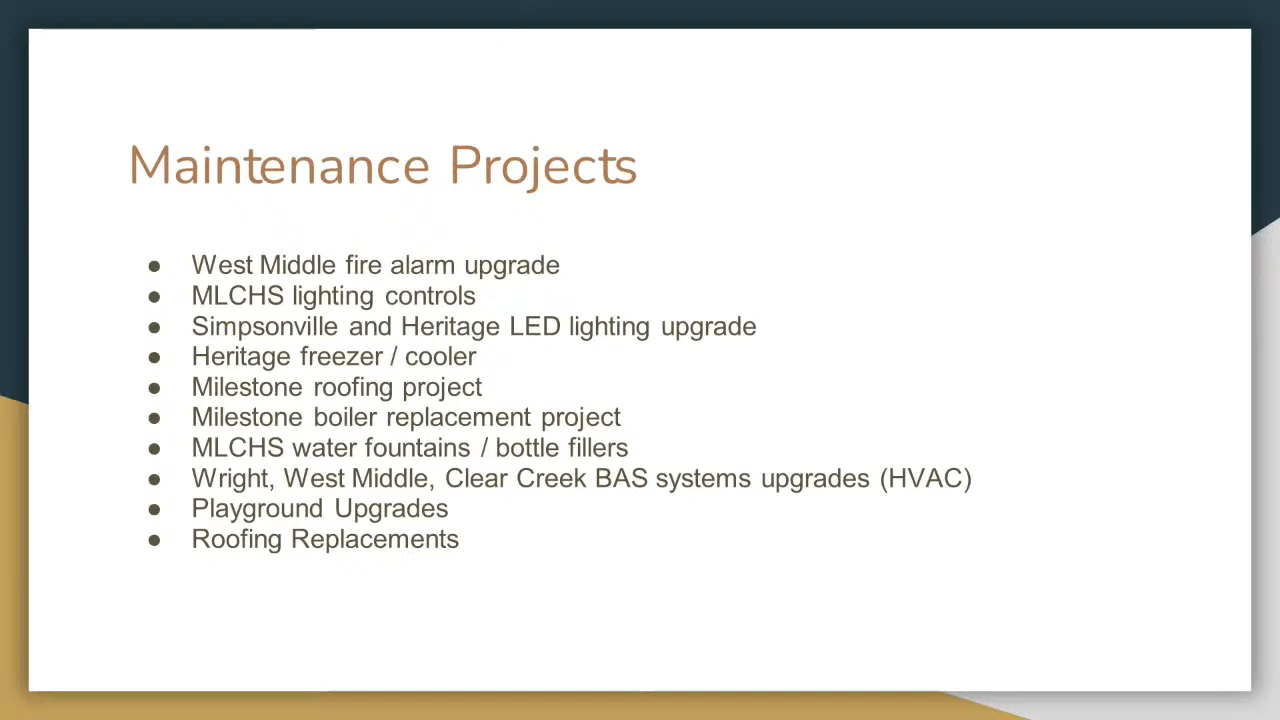 Maintenance Projects
● West Middle fire alarm upgrade
● MLCHS lighting controls
● Simpsonville and Heritage LED lighting upgrade
● Heritage freezer / cooler
● Milestone roofing project
● Milestone boiler replacement project
● MLCHS water fountains / bottle fillers
● Wright, West Middle, Clear Creek BAS systems upgrades (HVAC)
● Playground Upgrades
● Roofing Replacements